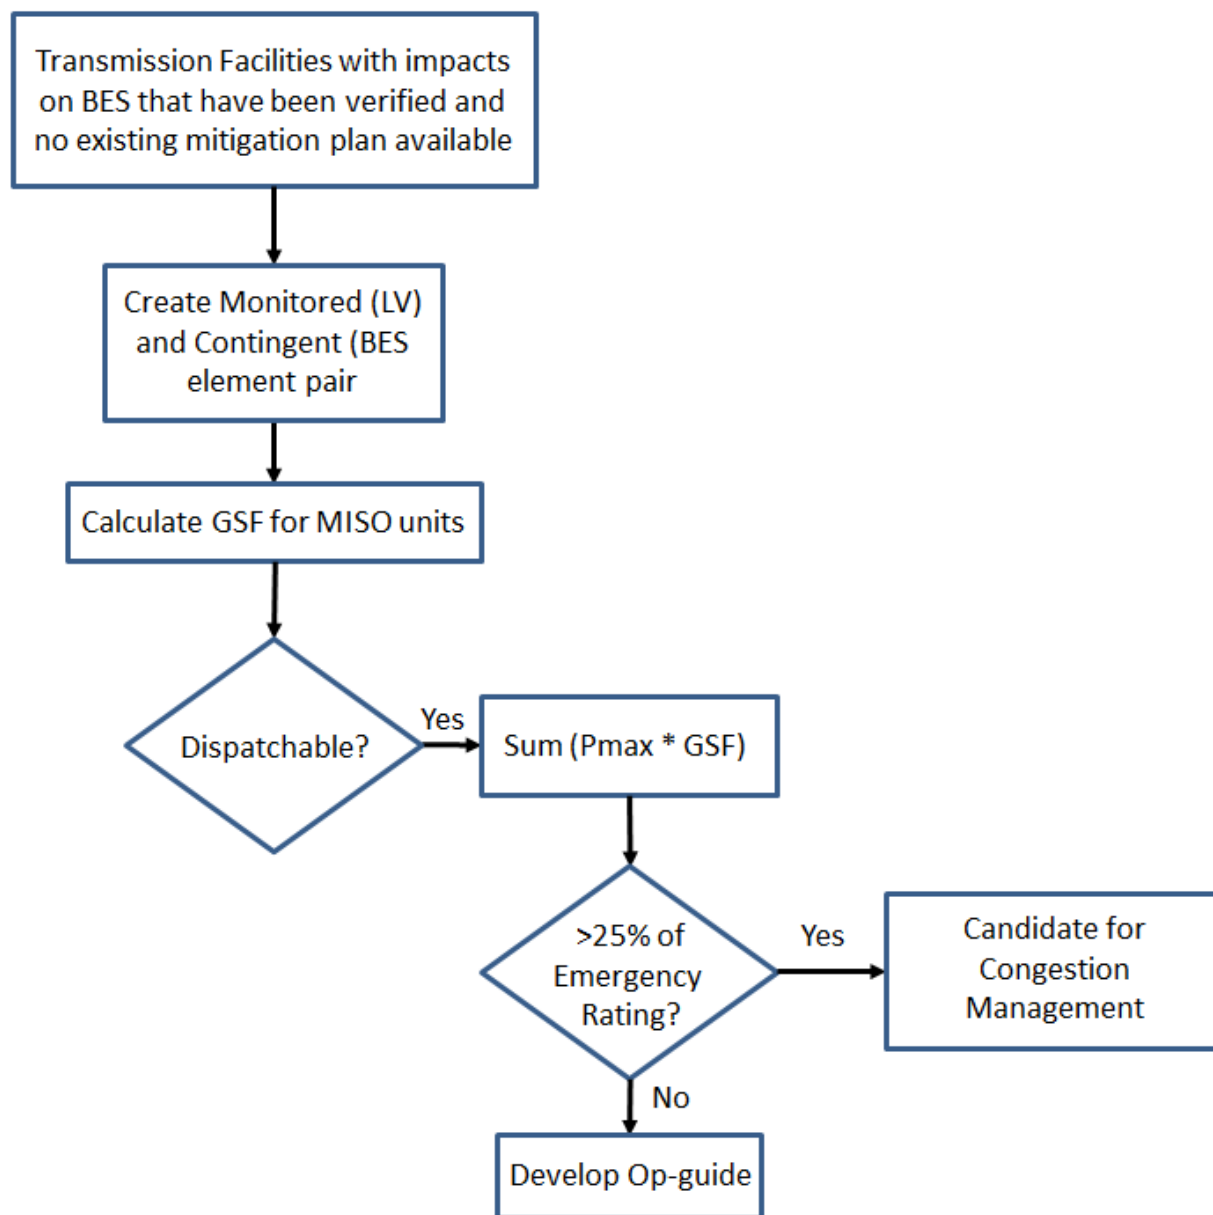 Transmission Facilities with impacts
on BES that have been verified and
no existing mitigation plan available
Create Monitored (LV)
and Contingent (BES
element pair
Calculate GSF for MISO units
Dispatchable?
Yes
Sum (Pmax * GSF)
>25% of
Emergency
Rating?
Yes
Candidate for
Congestion
Management
No
Develop Op-guide